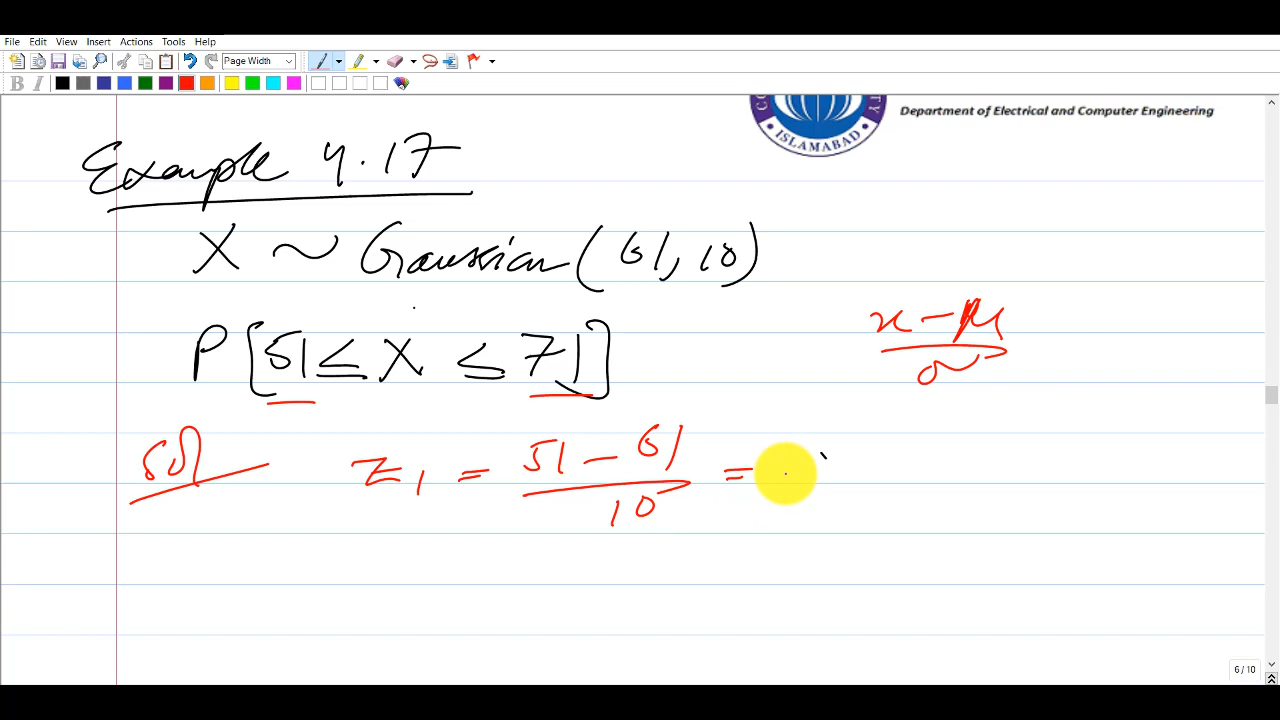 File Edit View Insert Actions Tools Help
Page Width
B I
Department of Electrical and Computer Engineering
ISLAMABAD
Example 4.17
X ~ Gaussian (61, 10)
P[51 ≤ X ≤ 71]
x - μ
σ
sol
Z1 = 51 - 61 =
10
6 / 10